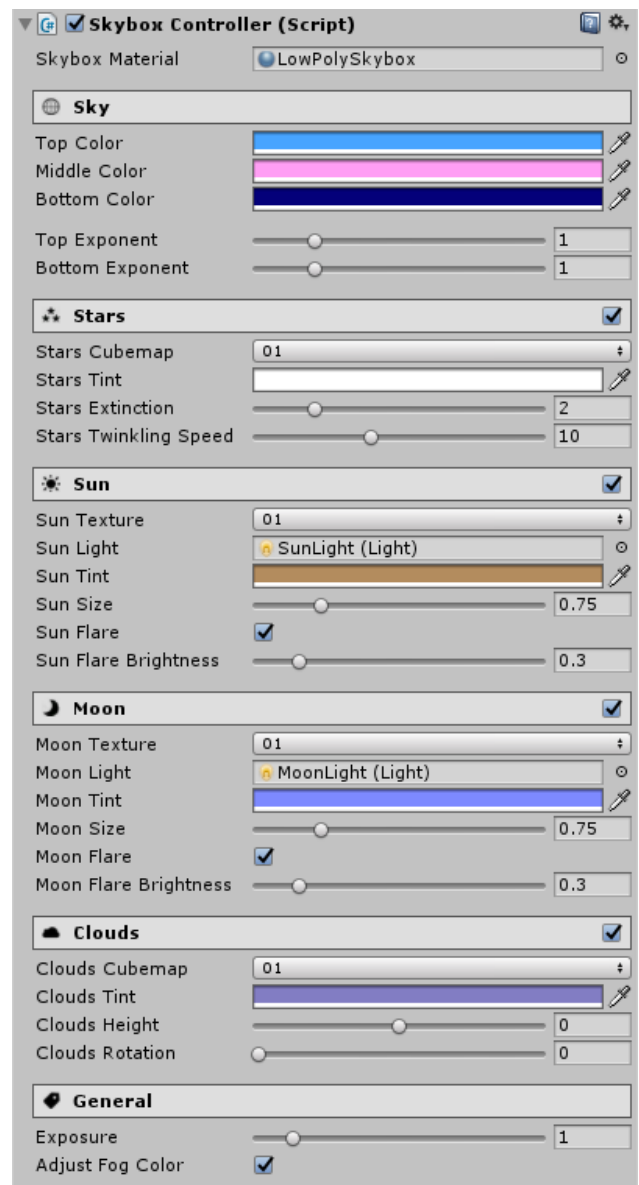 Skybox Controller (Script)
Skybox Material LowPolySkybox
Sky
Top Color
Middle Color
Bottom Color
Top Exponent 1
Bottom Exponent 1
Stars
Stars Cubemap 01
Stars Tint
Stars Extinction 2
Stars Twinkling Speed 10
Sun
Sun Texture 01
Sun Light SunLight (Light)
Sun Tint
Sun Size 0.75
Sun Flare
Sun Flare Brightness 0.3
Moon
Moon Texture 01
Moon Light MoonLight (Light)
Moon Tint
Moon Size 0.75
Moon Flare
Moon Flare Brightness 0.3
Clouds
Clouds Cubemap 01
Clouds Tint
Clouds Height 0
Clouds Rotation 0
General
Exposure 1
Adjust Fog Color